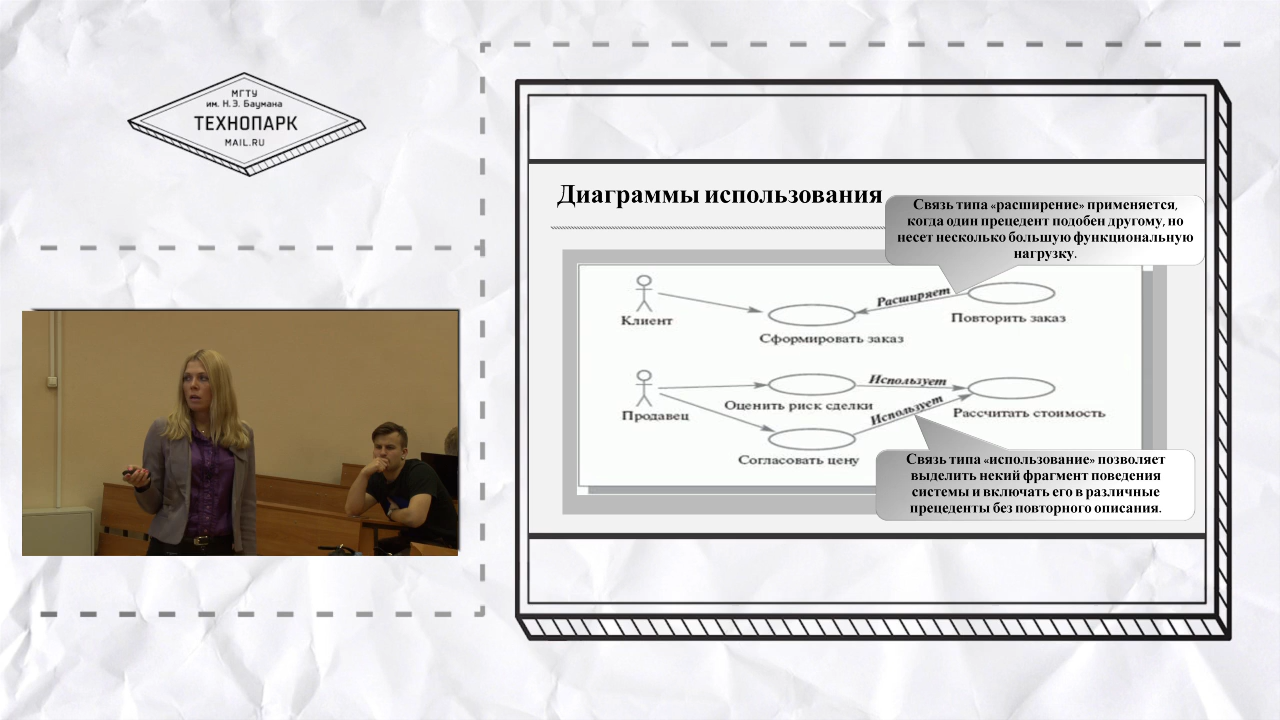 МГТУ
им. Н.Э. Баумана
ТЕХНОПАРК
MAIL.RU
Диаграммы использования
Связь типа «расширение» применяется,
когда один прецедент подобен другому, но
несет несколько большую функциональную
нагрузку.
Расширяет
Клиент
Повторить заказ
Сформировать заказ
Использует
Оценить риск сделки
Использует
Продавец
Рассчитать стоимость
Согласовать цену
Связь типа «использование» позволяет
выделить некий фрагмент поведения
системы и включать его в различные
прецеденты без повторного описания.